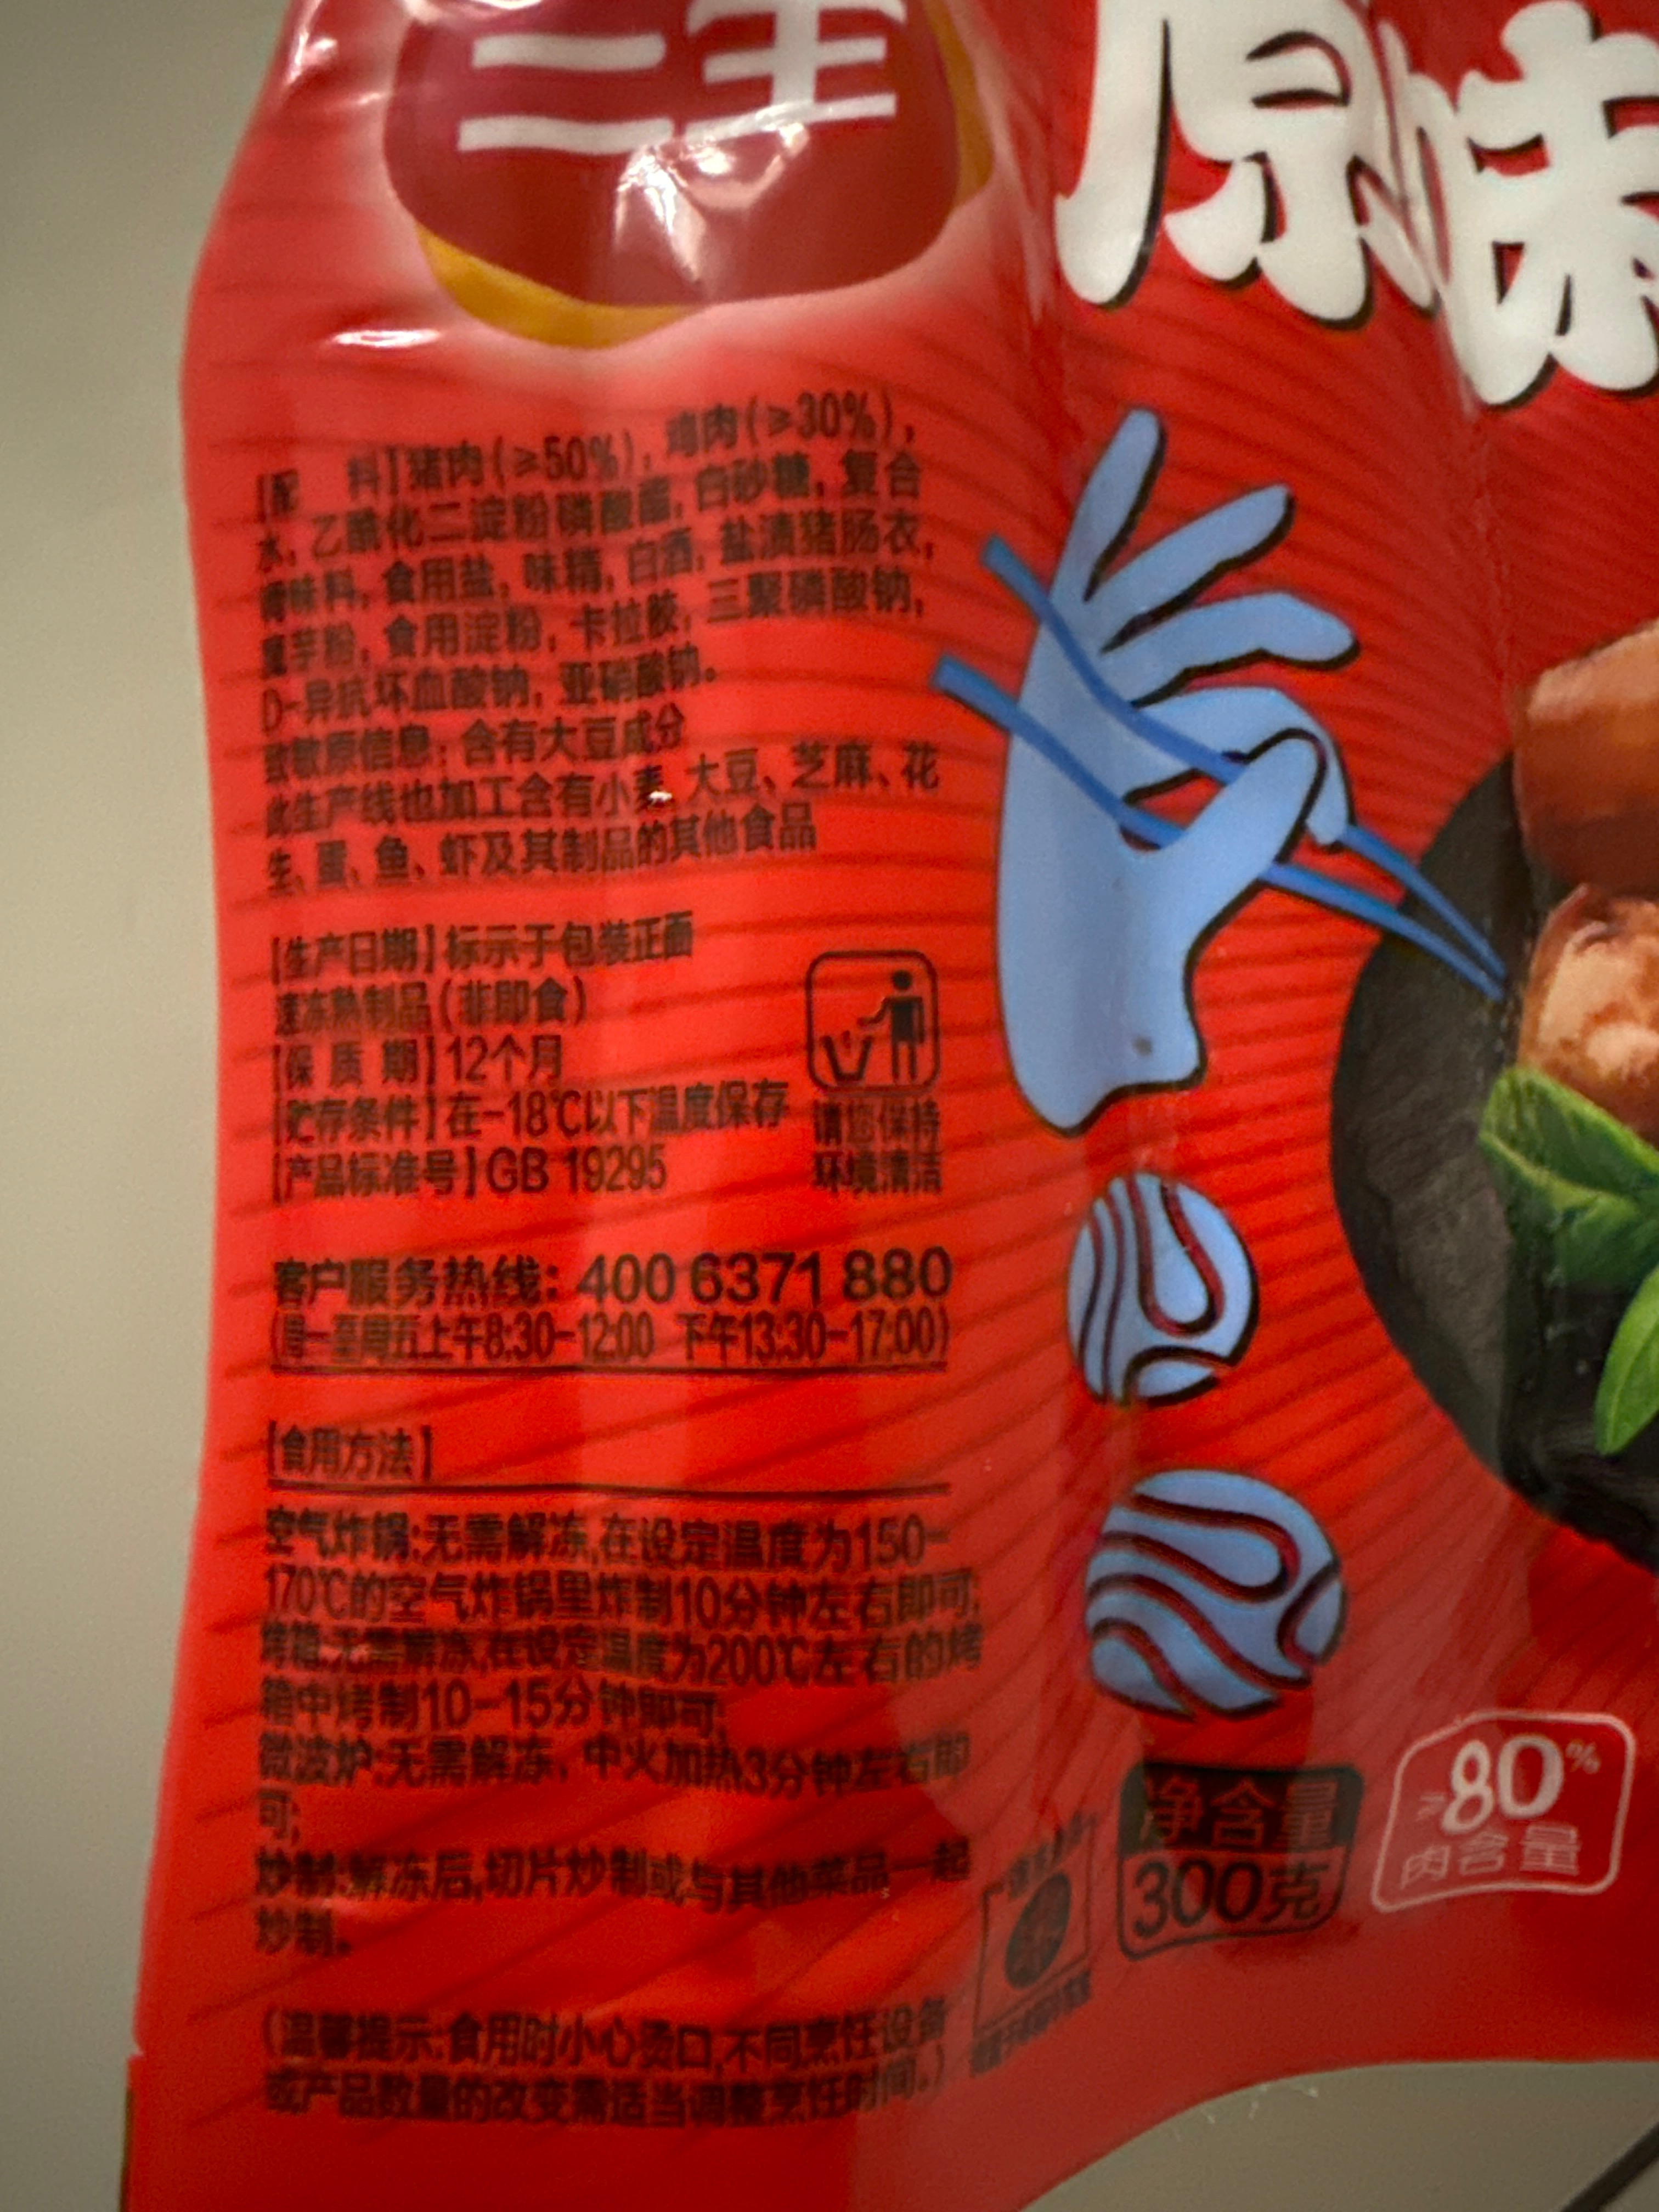 原味
【配 料】猪肉(≥50%), 鸡肉(≥30%),
水, 乙酰化二淀粉磷酸酯, 白砂糖, 复合
调味料, 食用盐, 味精, 白酒, 盐渍猪肠衣,
魔芋粉, 食用淀粉, 卡拉胶, 三聚磷酸钠,
D-异抗坏血酸钠, 亚硝酸钠。
致敏原信息: 含有大豆成分
此生产线也加工含有小麦、大豆、芝麻、花
生、蛋、鱼、虾及其制品的其他食品
【生产日期】标示于包装正面
速冻熟制品(非即食)
【保 质 期】12个月
【贮存条件】在-18℃以下温度保存
【产品标准号】GB 19295
请您保持
环境清洁
客户服务热线: 400 6371 880
(周一至周五上午8:30-12:00 下午13:30-17:00)
【食用方法】
空气炸锅:无需解冻,在设定温度为150-
170℃的空气炸锅里炸制10分钟左右即可;
烤箱:无需解冻,在设定温度为200℃左右的烤
箱中烤制10-15分钟即可;
微波炉:无需解冻, 中火加热3分钟左右即
可;
炒制:解冻后,切片炒制或与其他菜品一起
炒制。
(温馨提示:食用时小心烫口,不同烹饪设备
或产品数量的改变需适当调整烹饪时间。)
净含量
300克
≥80%
肉含量